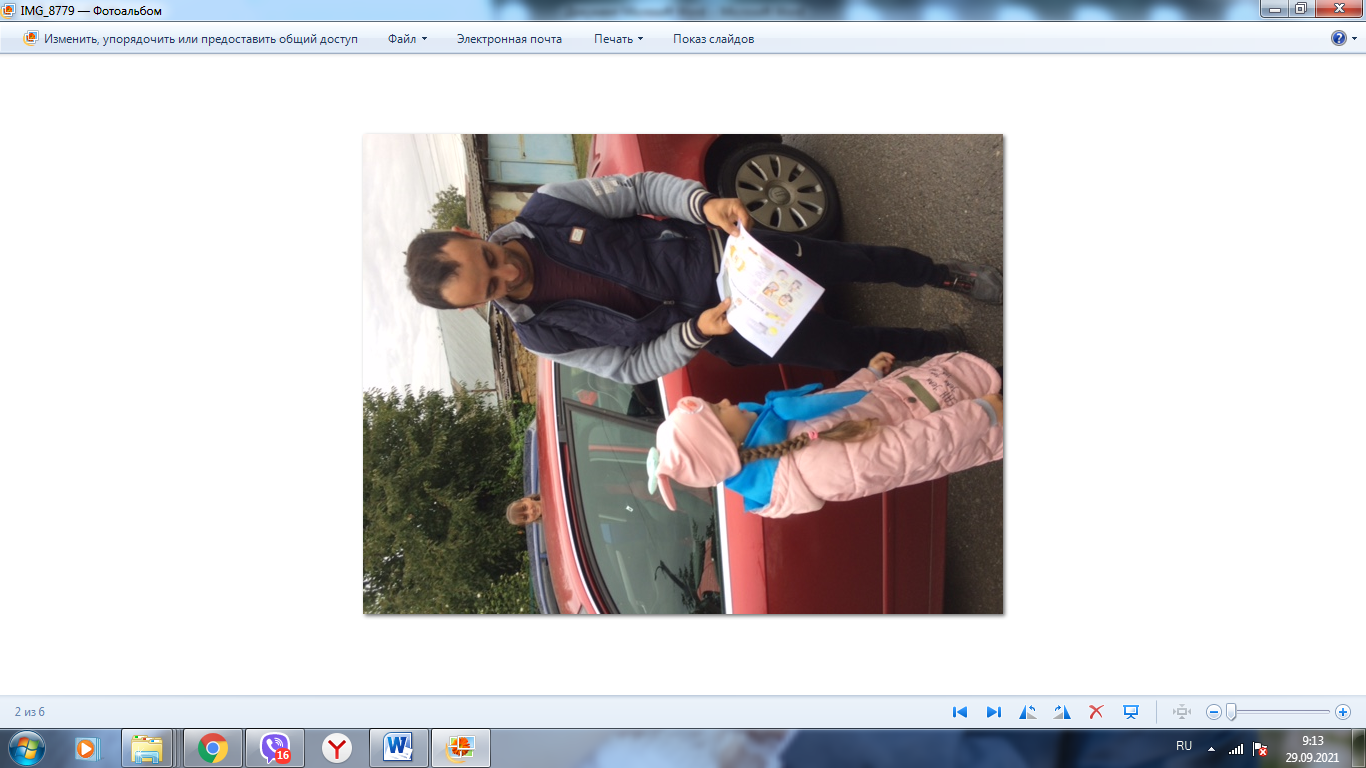 IMG_8779 — Фотоальбом
Изменить, упорядочить или предоставить общий доступ Файл Электронная почта Печать Показ слайдов
2 из 6
16
RU
9:13
29.09.2021